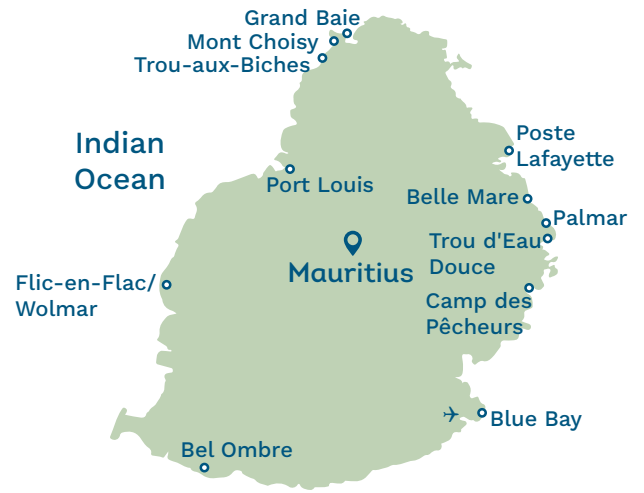 Grand Baie
Mont Choisy
Trou-aux-Biches
Indian
Ocean
Poste
Lafayette
Port Louis
Belle Mare
Palmar
Trou d'Eau
Douce
Mauritius
Flic-en-Flac/
Wolmar
Camp des
Pêcheurs
Blue Bay
Bel Ombre